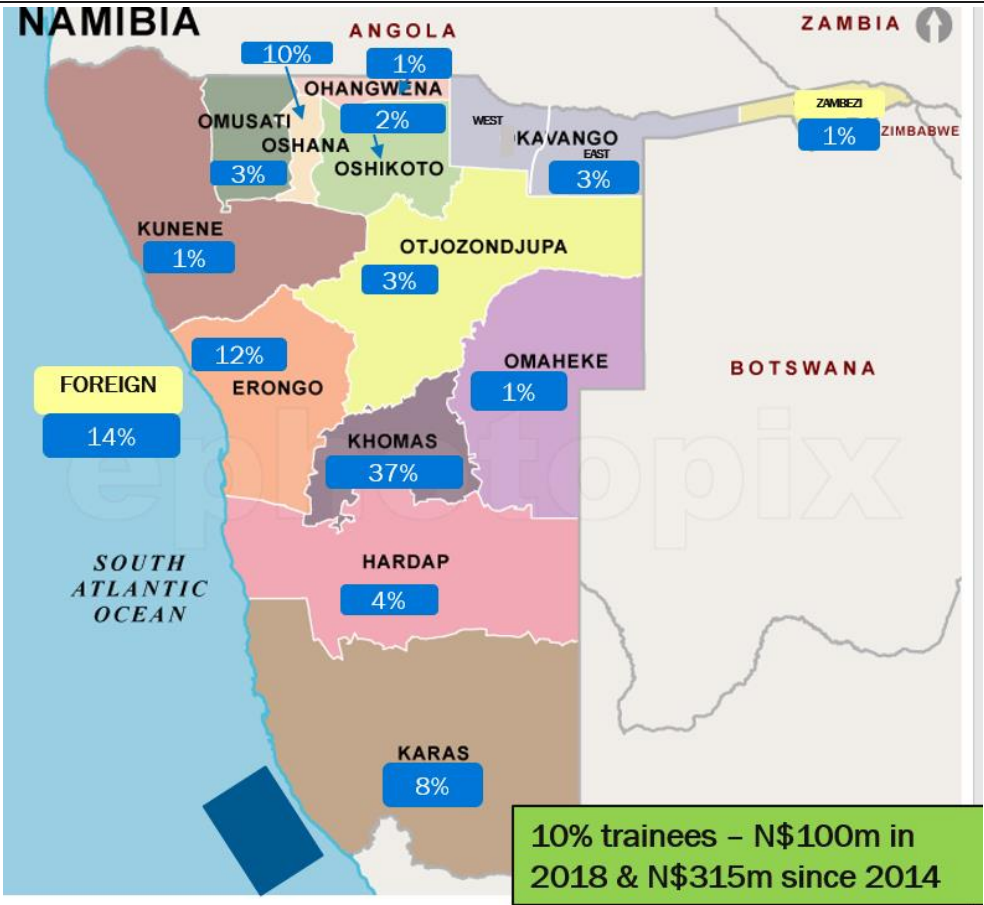 NAMIBIA
ANGOLA
ZAMBIA
10%
1%
OHANGWENA
ZAMBEZI
OMUSATI
2%
WEST
KAVANGO
1%
ZIMBABWE
OSHANA
EAST
3%
OSHIKOTO
3%
KUNENE
1%
OTJOZONDJUPA
3%
12%
OMAHEKE
BOTSWANA
FOREIGN
ERONGO
1%
14%
KHOMAS
37%
ephotopix
SOUTH
ATLANTIC
OCEAN
HARDAP
4%
KARAS
8%
10% trainees – N$100m in
2018 & N$315m since 2014